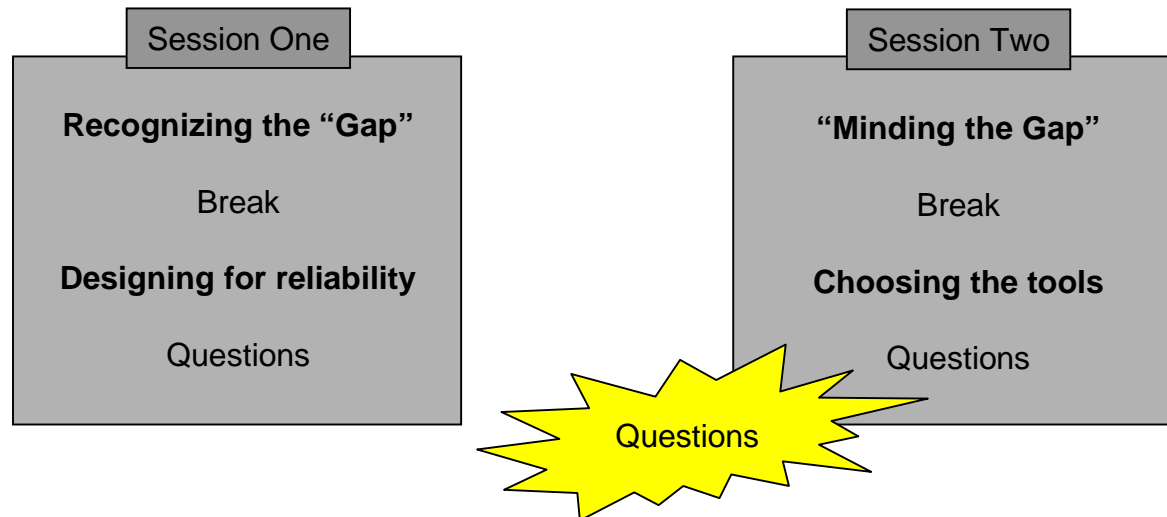 Session One
Recognizing the “Gap”
Break
Designing for reliability
Questions
Session Two
“Minding the Gap”
Break
Choosing the tools
Questions
Questions